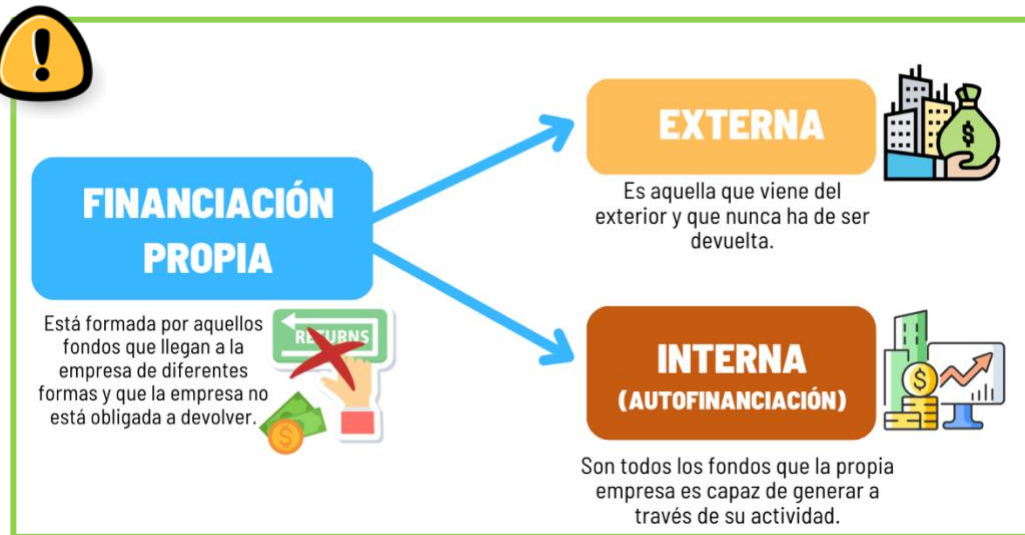 !
FINANCIACIÓN
PROPIA
Está formada por aquellos
fondos que llegan a la
empresa de diferentes
formas y que la empresa no
está obligada a devolver.
RETURNS
$
EXTERNA
$
Es aquella que viene del
exterior y que nunca ha de ser
devuelta.
INTERNA
(AUTOFINANCIACIÓN)
$
Son todos los fondos que la propia
empresa es capaz de generar a
través de su actividad.